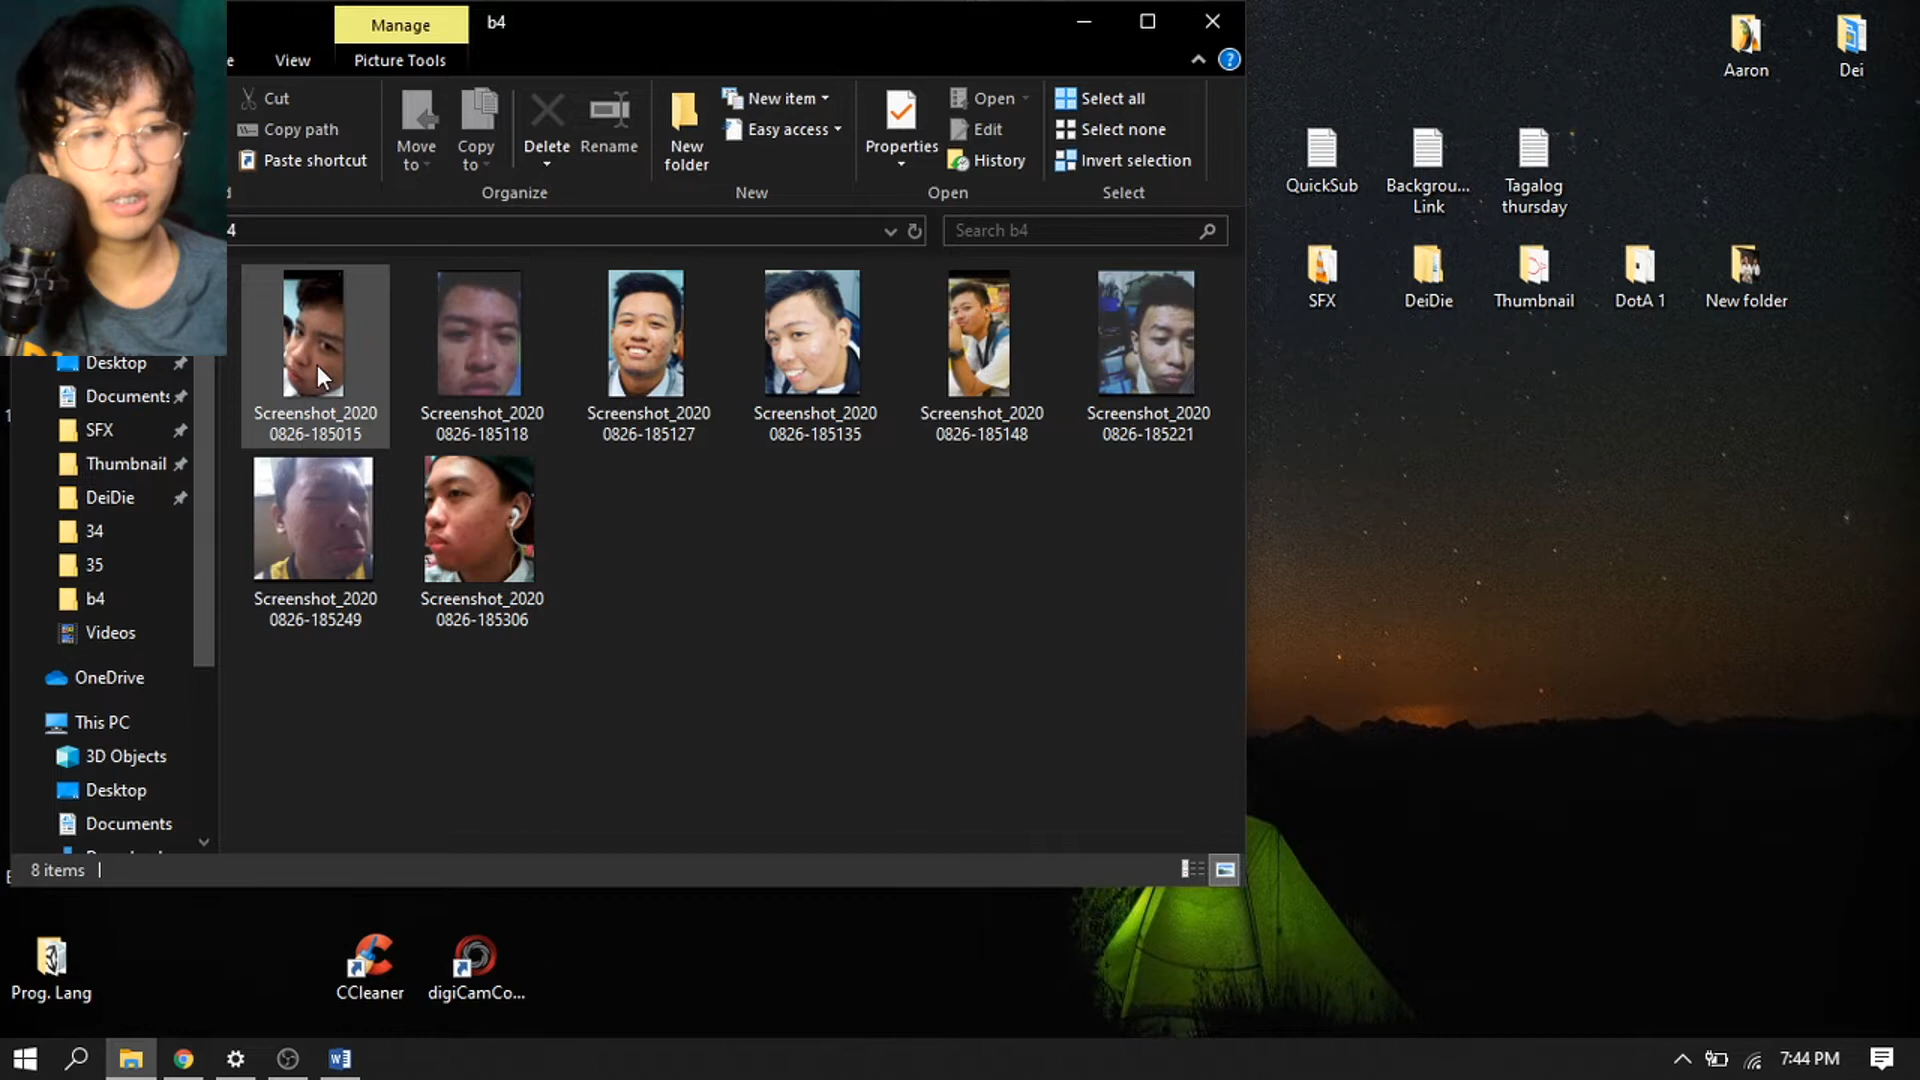 Manage
b4
View
Picture Tools
Cut
Copy path
Paste shortcut
Move
to
Copy
to
Delete
Rename
New
folder
New item
Easy access
Properties
Open
Edit
History
Select all
Select none
Invert selection
Organize
New
Open
Select
4
Search b4
Desktop
Documents
SFX
Thumbnail
DeiDie
34
35
b4
Videos
OneDrive
This PC
3D Objects
Desktop
Documents
Screenshot_2020
0826-185015
Screenshot_2020
0826-185118
Screenshot_2020
0826-185127
Screenshot_2020
0826-185135
Screenshot_2020
0826-185148
Screenshot_2020
0826-185221
Screenshot_2020
0826-185249
Screenshot_2020
0826-185306
8 items
Aaron
Dei
QuickSub
Backgrou...
Link
Tagalog
thursday
SFX
DeiDie
Thumbnail
DotA 1
New folder
Prog. Lang
CCleaner
digiCamCo...
7:44 PM